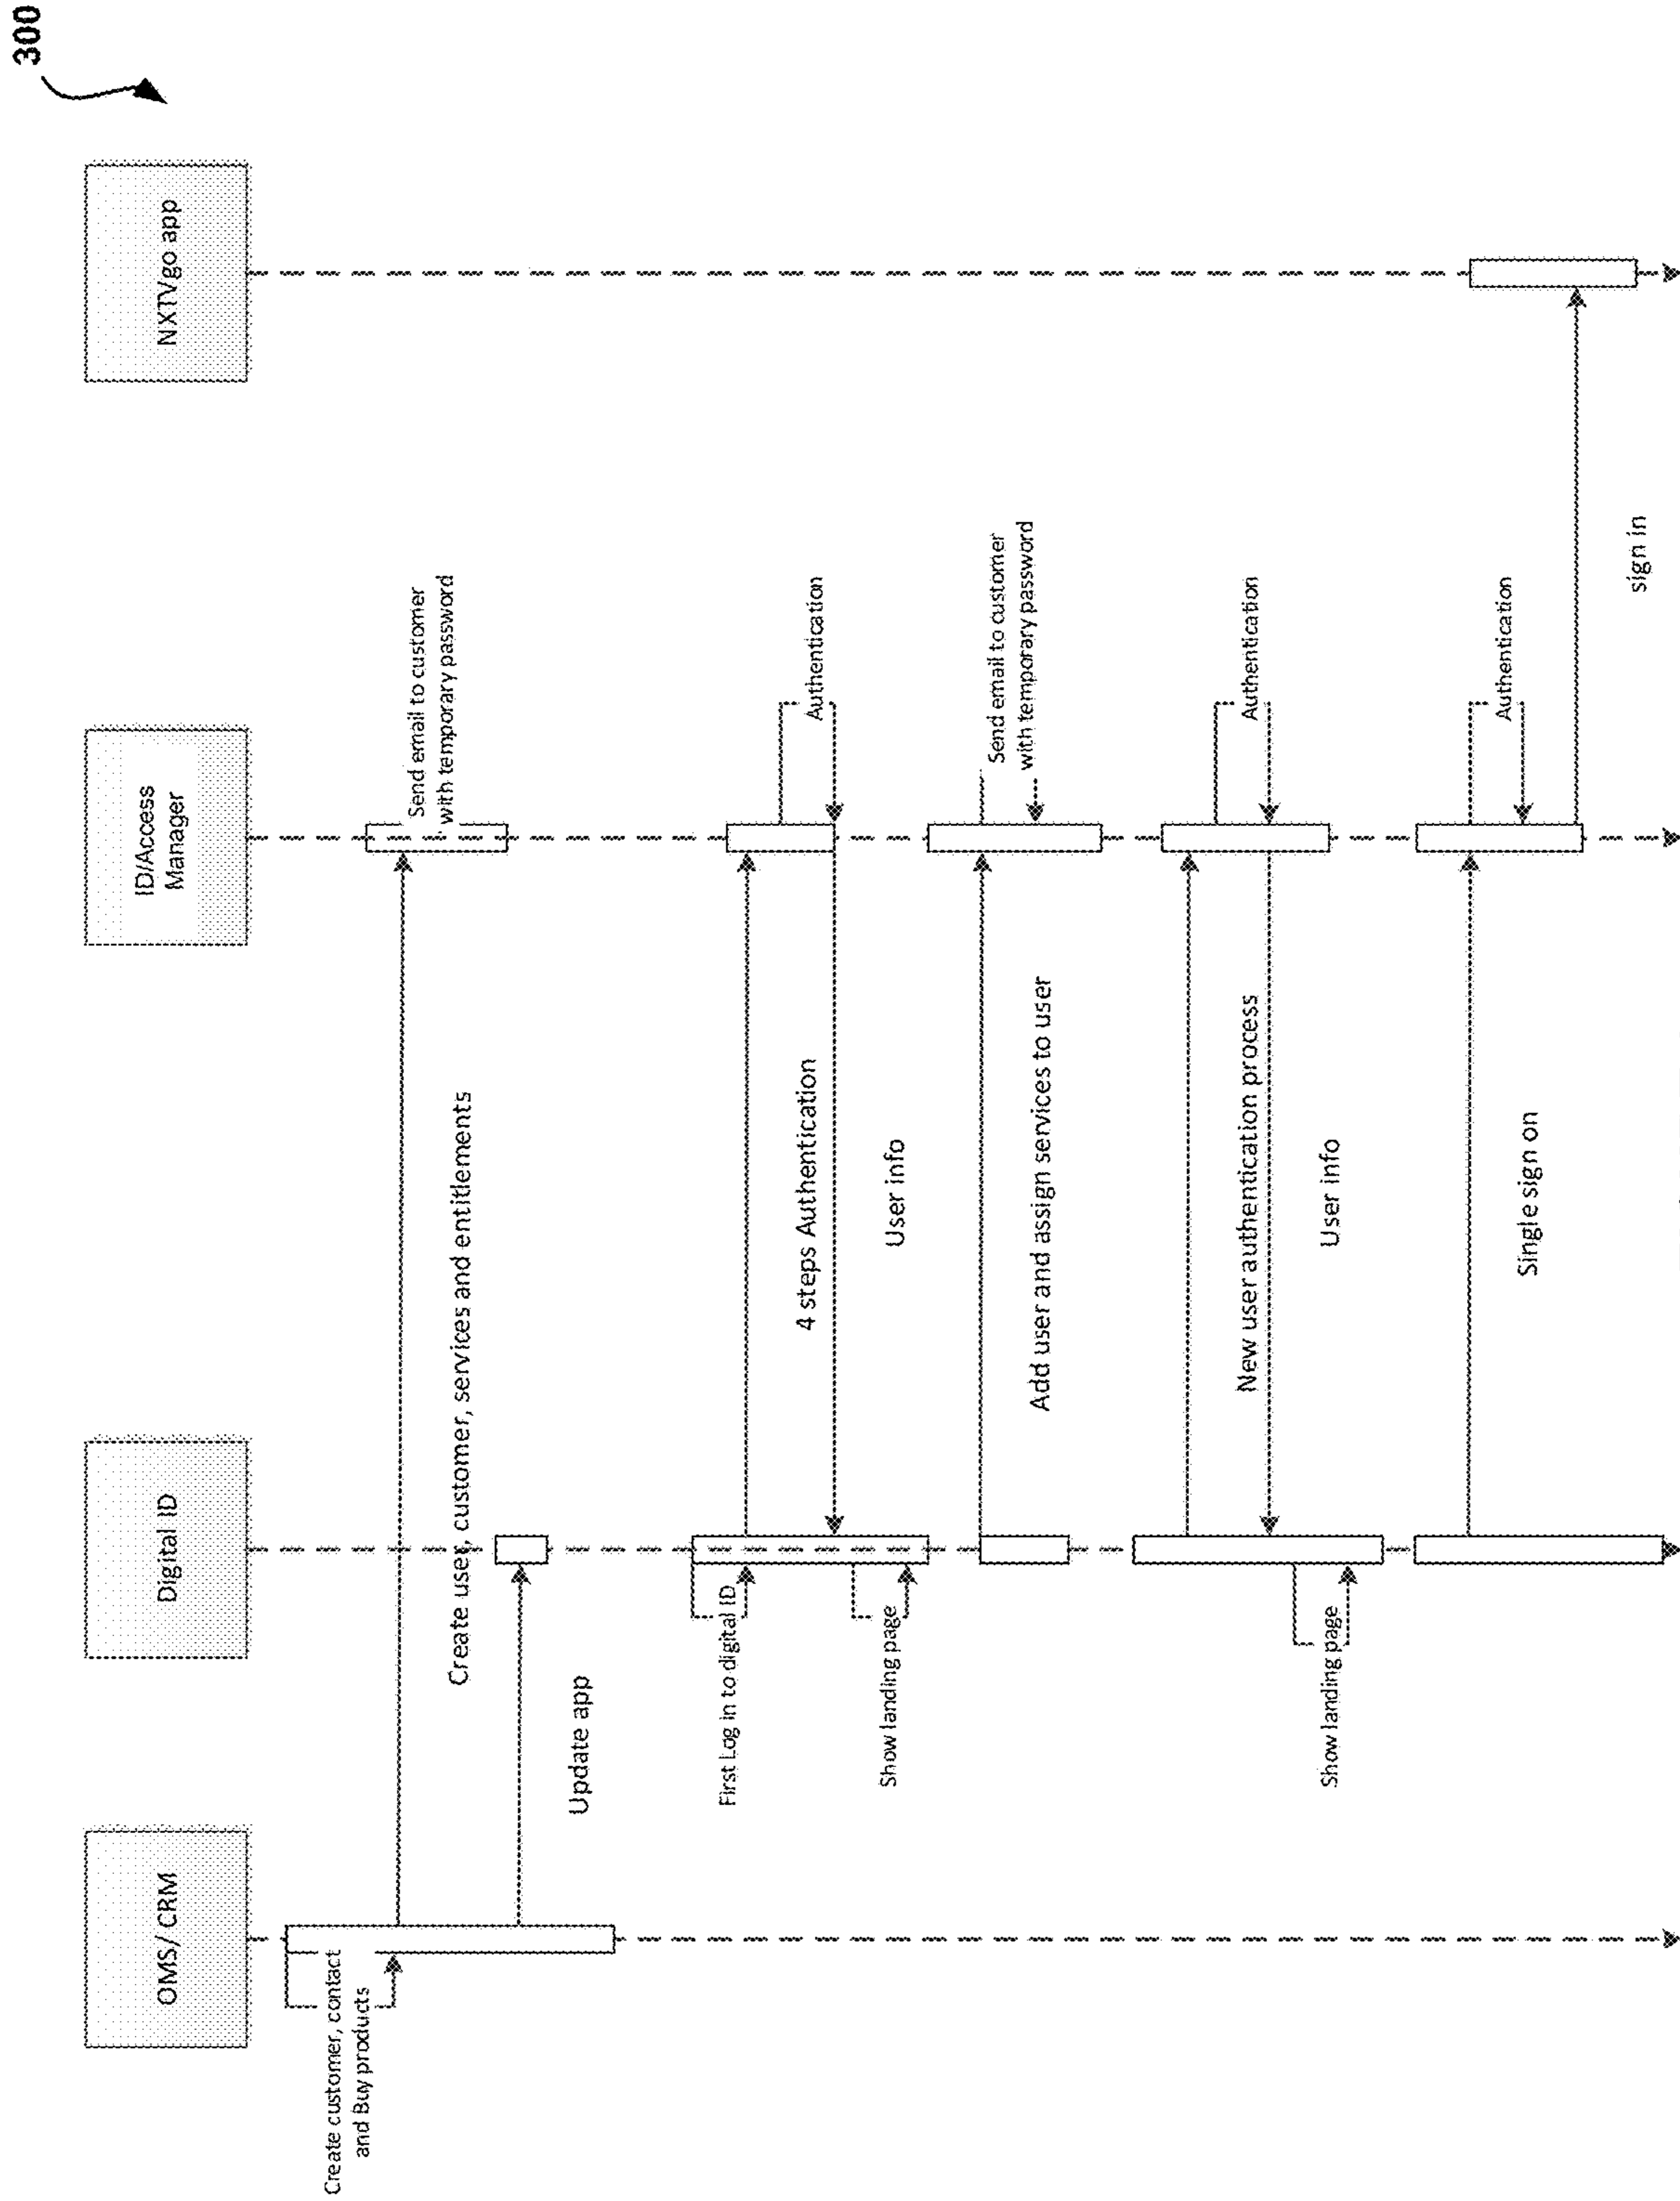 300
OMS/ CRM
Digital ID
ID/Access
Manager
NXTVgo app
Create customer, contact
and Buy products
Create user, customer, services and entitlements
Send email to customer
with temporary password
Update app
First Log in to digital ID
4 steps Authentication
Authentication
User info
Show landing page
Add user and assign services to user
Send email to customer
with temporary password
New user authentication process
Authentication
User info
Show landing page
Single sign on
Authentication
sign in